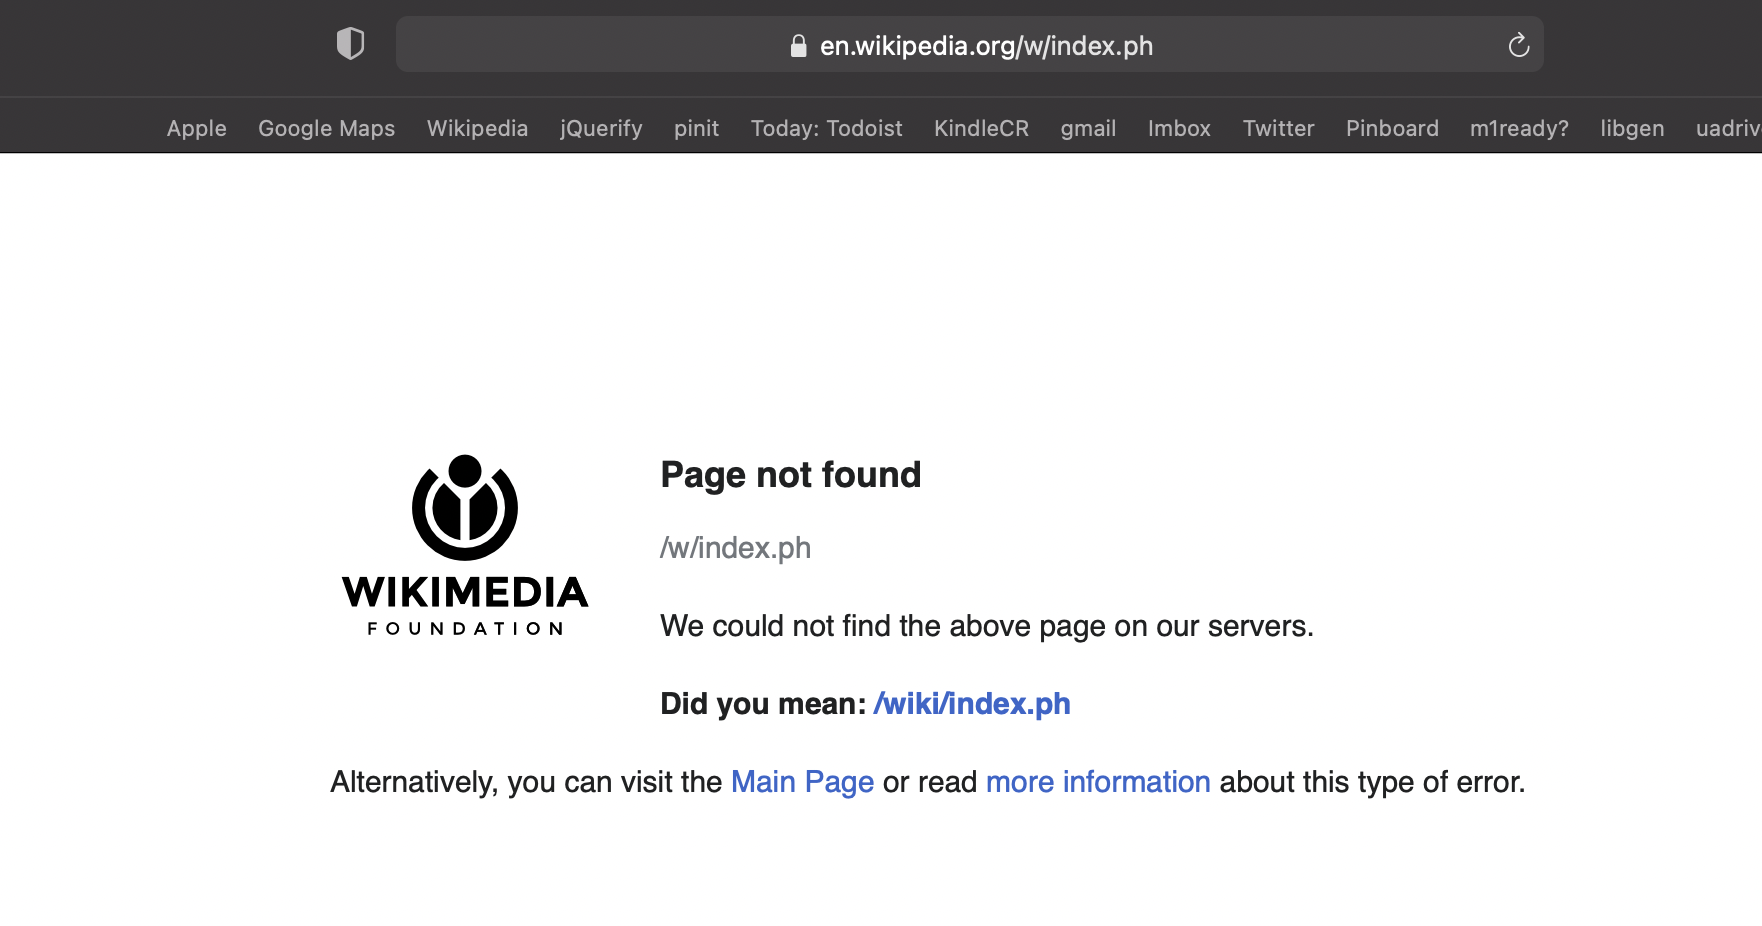 en.wikipedia.org/w/index.ph
Apple Google Maps Wikipedia jQuerify pinit Today: Todoist KindleCR gmail Imbox Twitter Pinboard m1ready? libgen
Page not found
/w/index.ph
WIKIMEDIA
FOUNDATION
We could not find the above page on our servers.
Did you mean: /wiki/index.ph
Alternatively, you can visit the Main Page or read more information about this type of error.